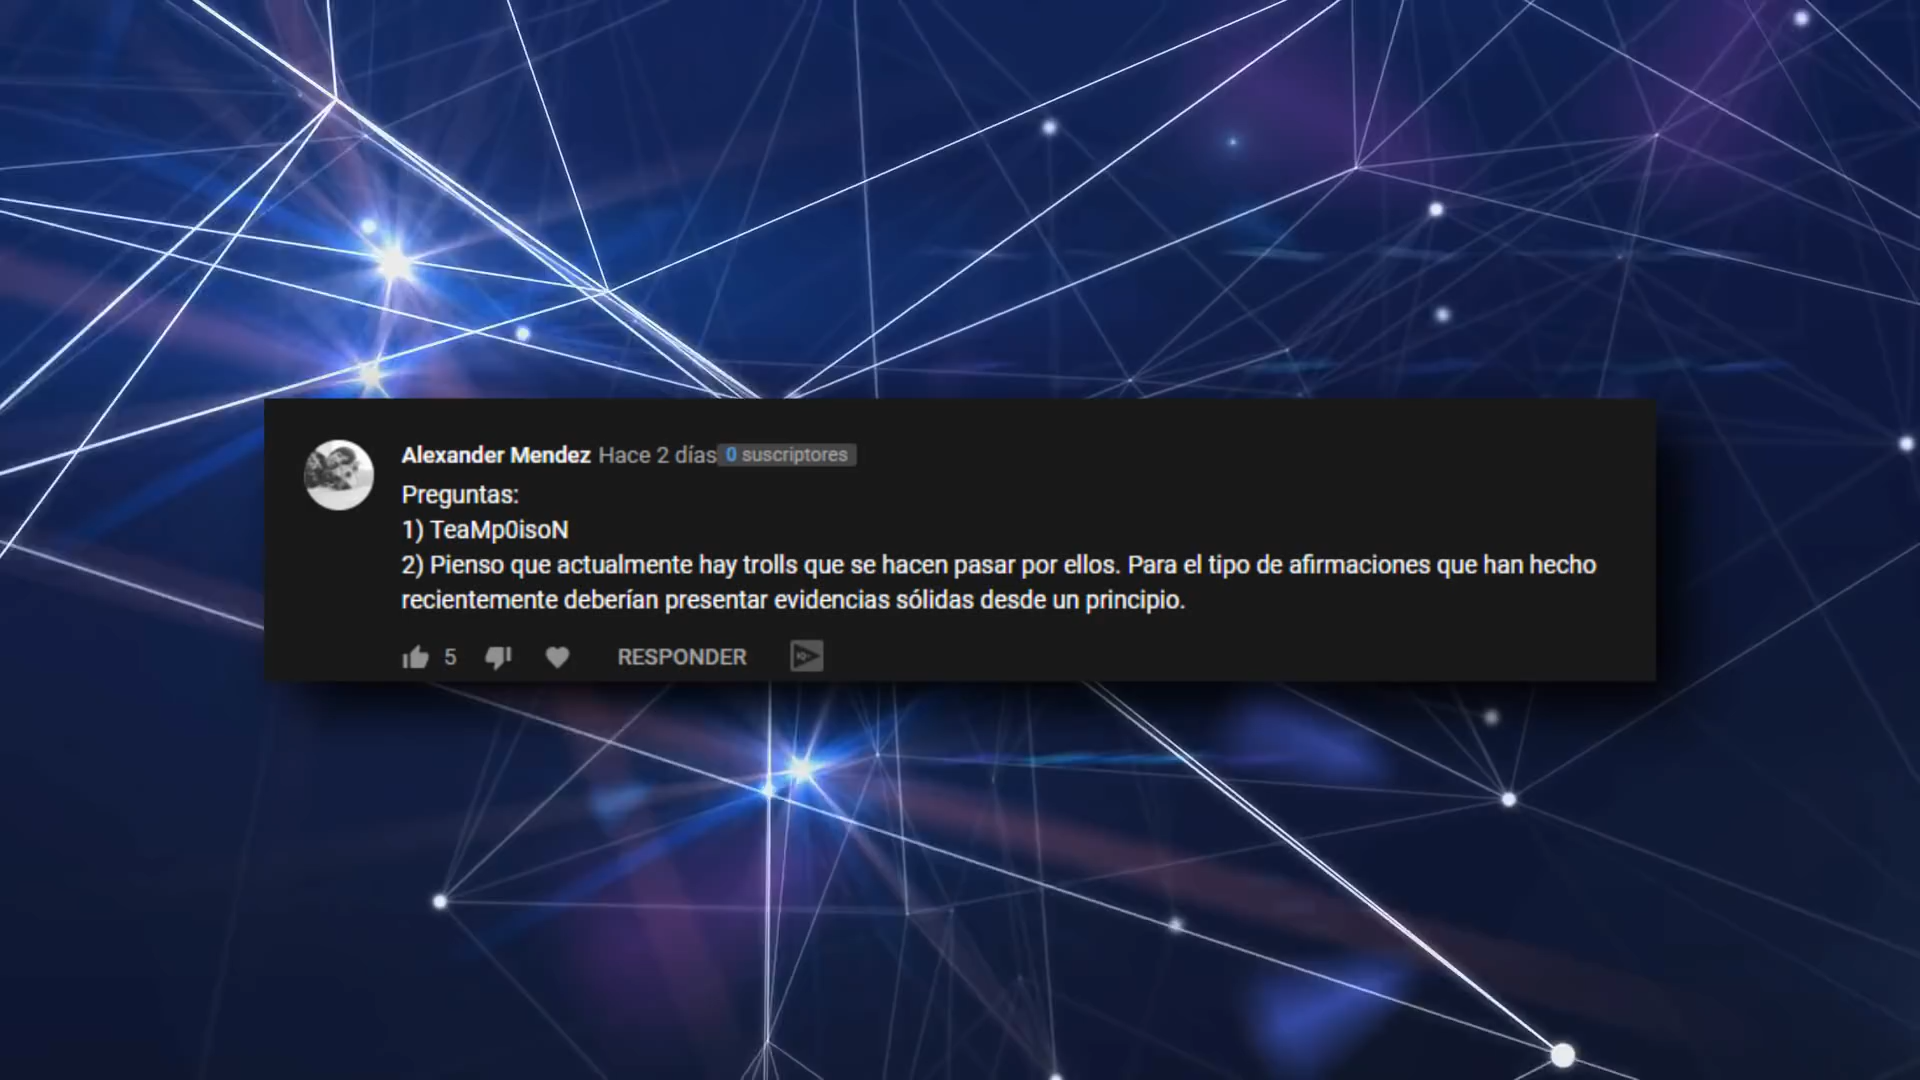 Alexander Mendez Hace 2 días 0 suscriptores
Preguntas:
1) TeaMp0isoN
2) Pienso que actualmente hay trolls que se hacen pasar por ellos. Para el tipo de afirmaciones que han hecho
recientemente deberían presentar evidencias sólidas desde un principio.
5 RESPONDER